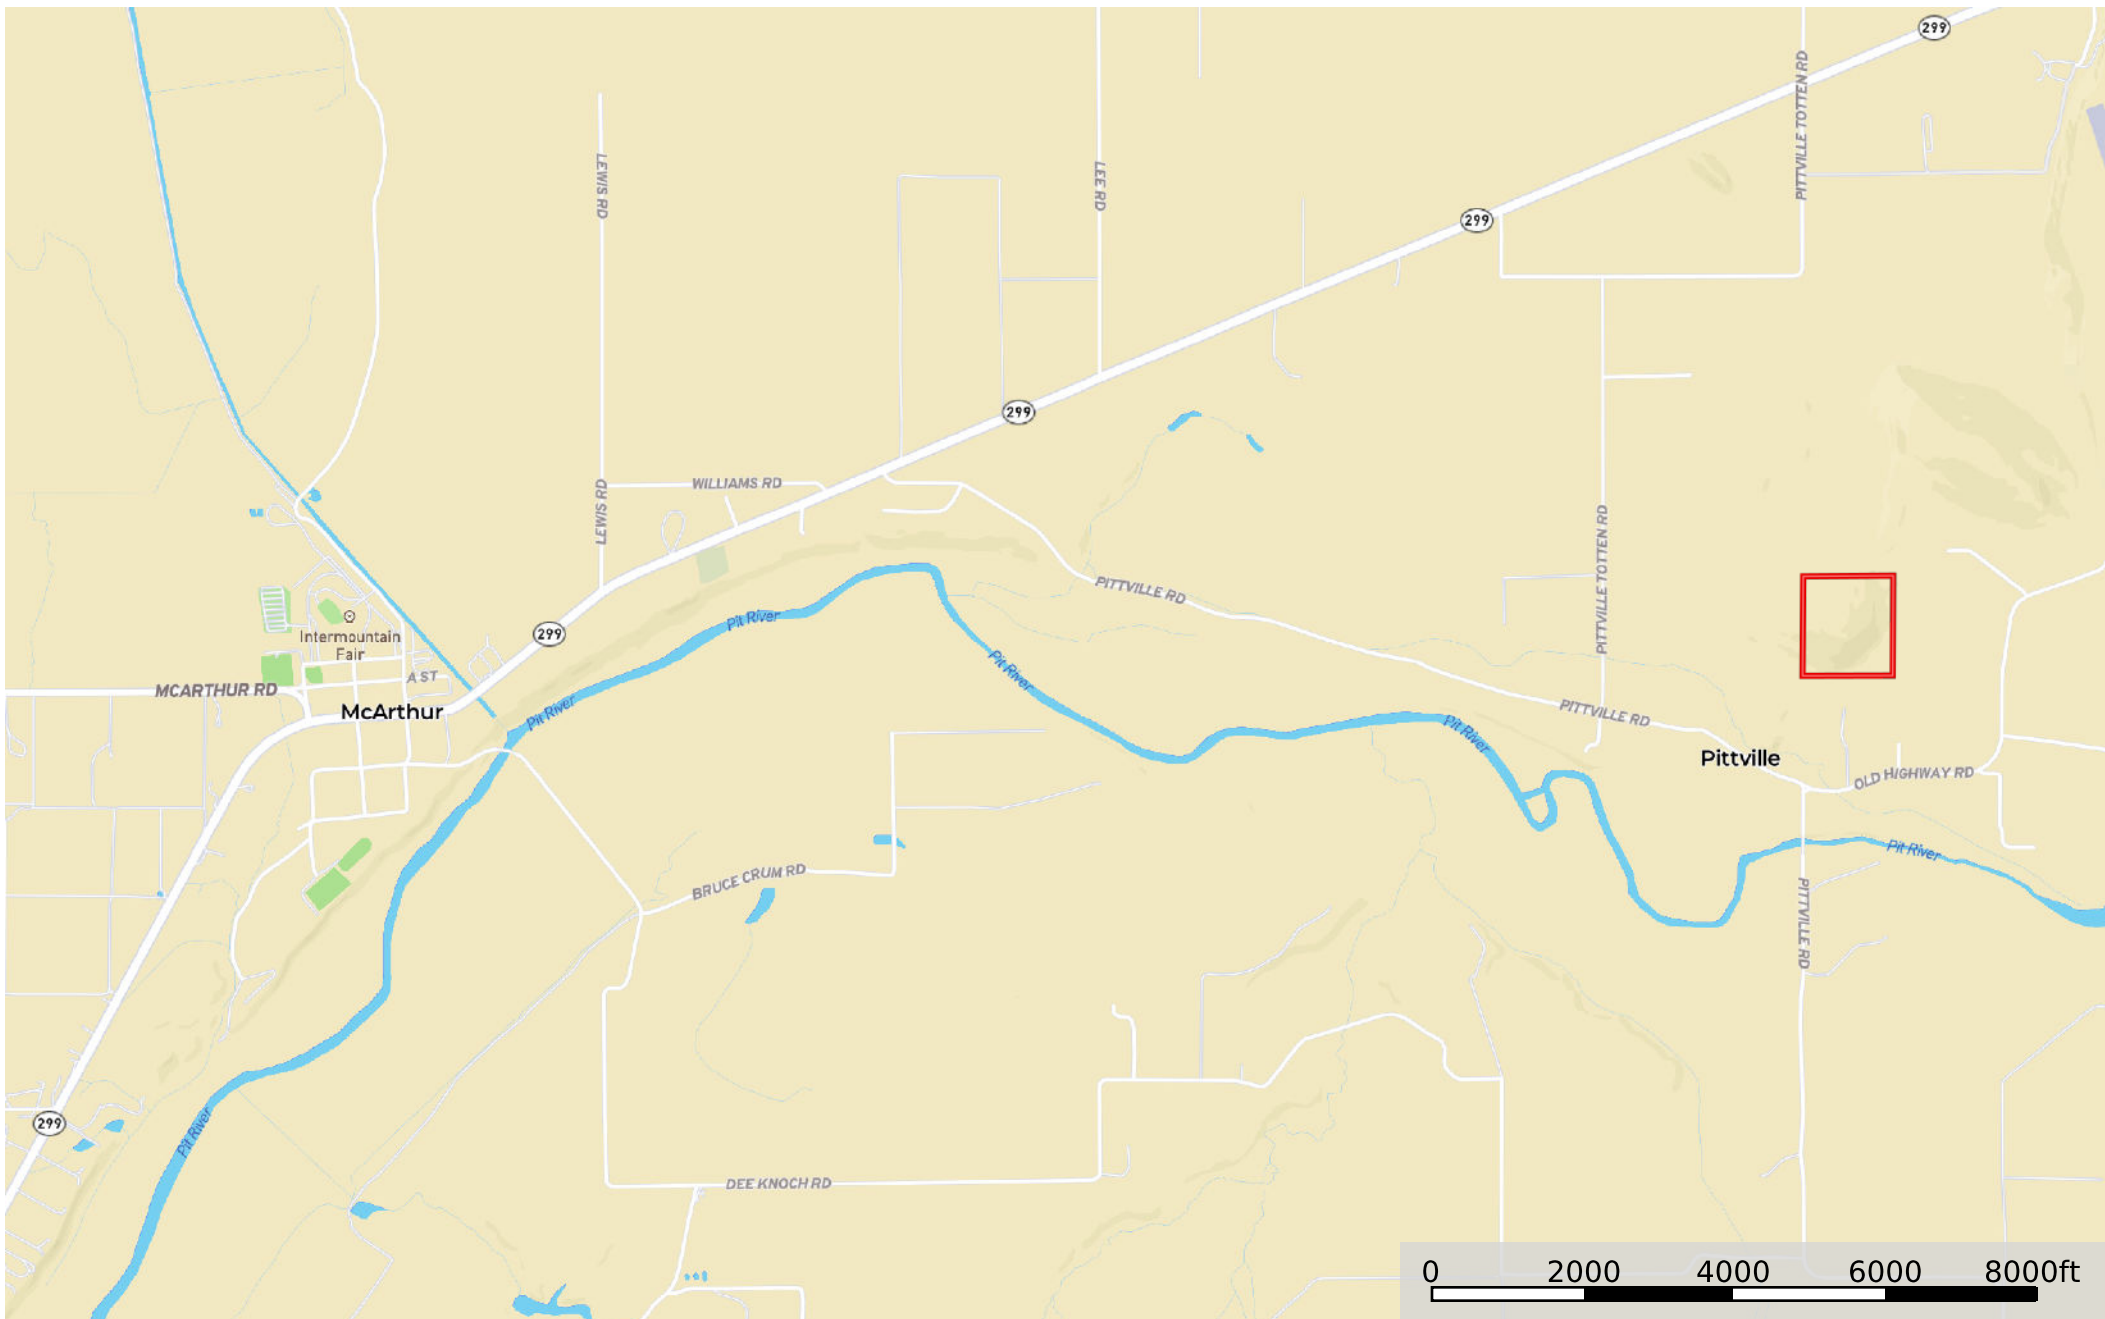 299
PITTVILLE TOTTEN RD
LEWIS RD
LEE RD
299
299
WILLIAMS RD
LEWIS RD
PITTVILLE TOTTEN RD
PITTVILLE RD
299
Pit River
Intermountain
Fair
Pit River
A ST
MCARTHUR RD
McArthur
Pit River
PITTVILLE RD
Pit River
Pittville
OLD HIGHWAY RD
Pit River
BRUCE CRUM RD
PITTVILLE RD
299
Pit River
DEE KNOCH RD
0 2000 4000 6000 8000ft